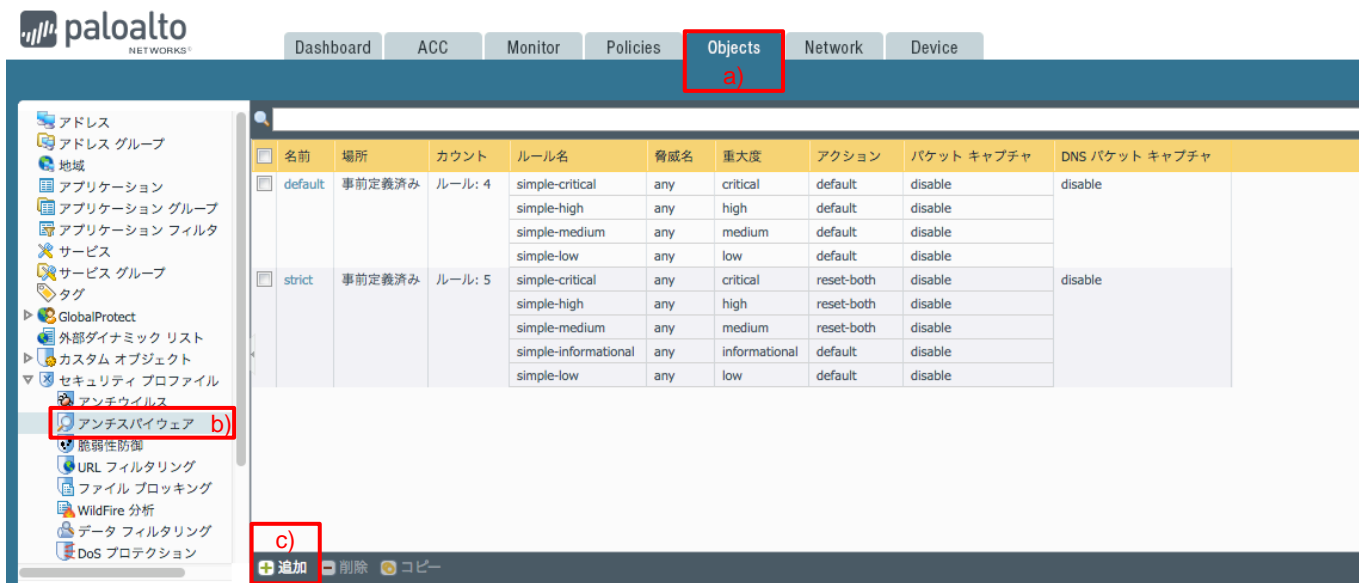 paloalto
NETWORKS®
Dashboard ACC Monitor Policies Objects Network Device
a)
アドレス
アドレス グループ
地域
アプリケーション
アプリケーション グループ
アプリケーション フィルタ
サービス
サービス グループ
タグ
GlobalProtect
外部ダイナミック リスト
カスタム オブジェクト
セキュリティ プロファイル
アンチウイルス
アンチスパイウェア b)
脆弱性防御
URL フィルタリング
ファイル ブロッキング
WildFire 分析
データ フィルタリング
DoS プロテクション
名前 場所 カウント ルール名 脅威名 重大度 アクション パケット キャプチャ DNS パケット キャプチャ
default 事前定義済み ルール: 4 simple-critical any critical default disable disable
simple-high any high default disable
simple-medium any medium default disable
simple-low any low default disable
strict 事前定義済み ルール: 5 simple-critical any critical reset-both disable disable
simple-high any high reset-both disable
simple-medium any medium reset-both disable
simple-informational any informational default disable
simple-low any low default disable
c)
追加 削除 コピー